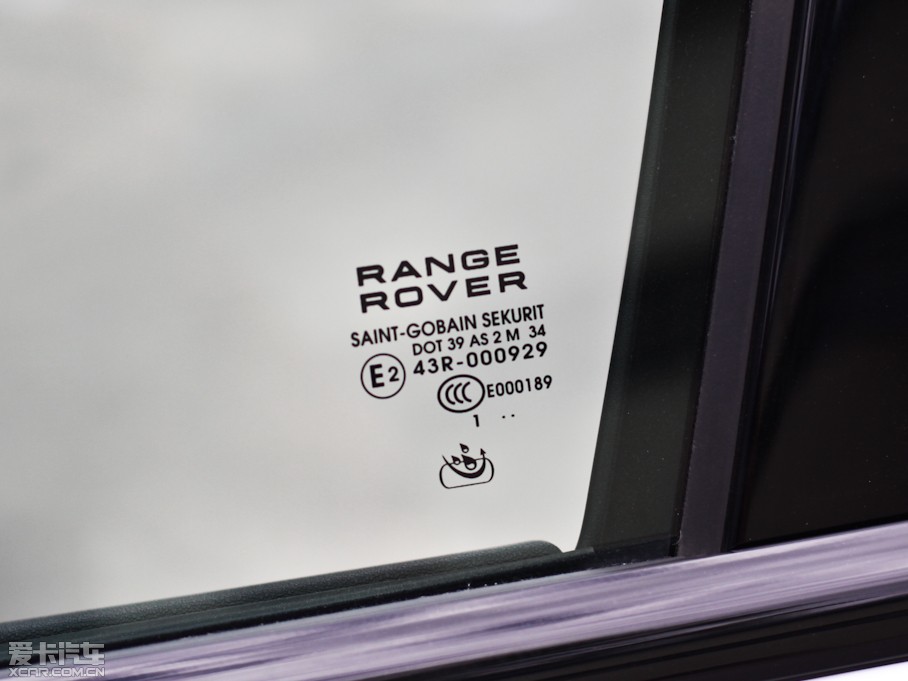 RANGE
ROVER
SAINT-GOBAIN SEKURIT
DOT 39 AS 2 M 34
E2 43R-000929
CCC E000189
1 ..
爱卡汽车
XCAR.COM.CN